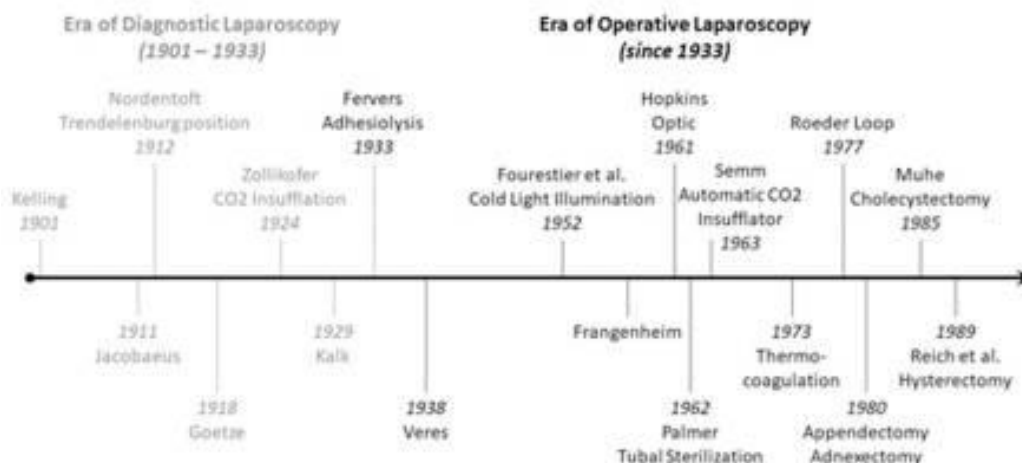 Era of Diagnostic Laparoscopy
(1901 – 1933)
Era of Operative Laparoscopy
(since 1933)
Nordentoft
Trendelenburg position
1912
Fervers
Adhesiolysis
1933
Hopkins
Optic
1961
Roeder Loop
1977
Kelling
1901
Zollikofer
CO2 Insufflation
1924
Fourestier et al.
Cold Light Illumination
1952
Semm
Automatic CO2
Insufflator
1963
Muhe
Cholecystectomy
1985
1911
Jacobaeus
1929
Kalk
Frangenheim
1973
Thermo-
coagulation
1989
Reich et al.
Hysterectomy
1918
Goetze
1938
Veres
1962
Palmer
Tubal Sterilization
1980
Appendectomy
Adnexectomy